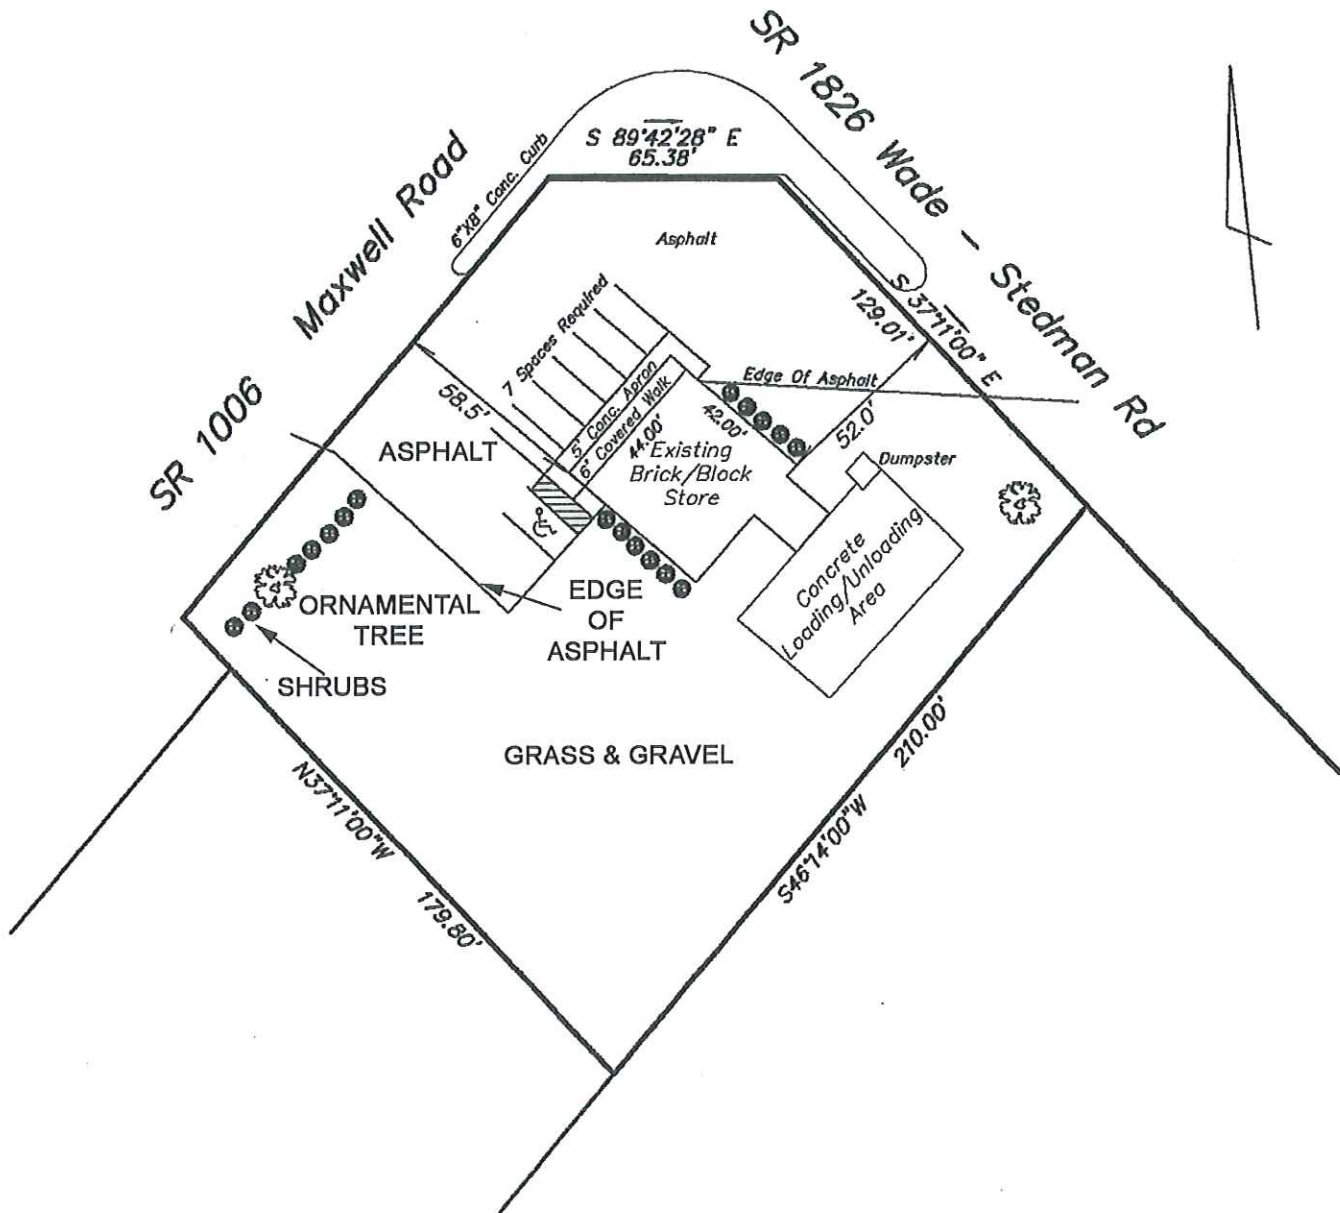 SR 1826 Wade - Stedman Rd
SR 1006 Maxwell Road
6"X8" Conc. Curb
S 89°42'28" E
65.38'
Asphalt
S 37°11'00" E
129.01'
7 Spaces Required
5' Conc. Apron
6' Covered Walk
44.00'
42.00'
Edge Of Asphalt
58.5'
52.0'
ASPHALT
Existing
Brick/Block
Store
Dumpster
Concrete
Loading/Unloading
Area
ORNAMENTAL
TREE
EDGE
OF
ASPHALT
SHRUBS
GRASS & GRAVEL
N37°11'00"W
179.80'
210.00'
S46°14'00"W